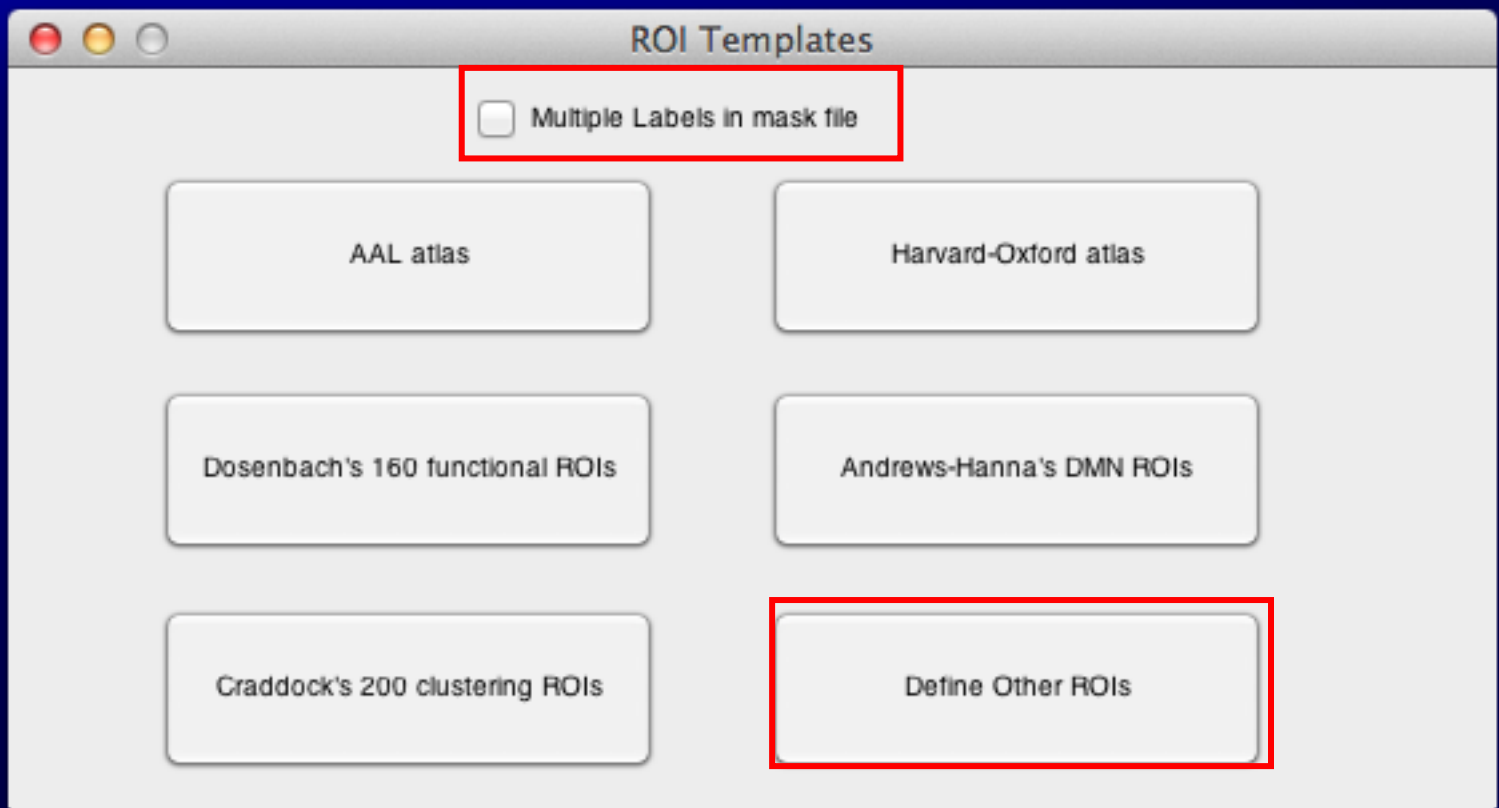 ROI Templates
Multiple Labels in mask file
AAL atlas
Harvard-Oxford atlas
Dosenbach's 160 functional ROIs
Andrews-Hanna's DMN ROIs
Craddock's 200 clustering ROIs
Define Other ROIs